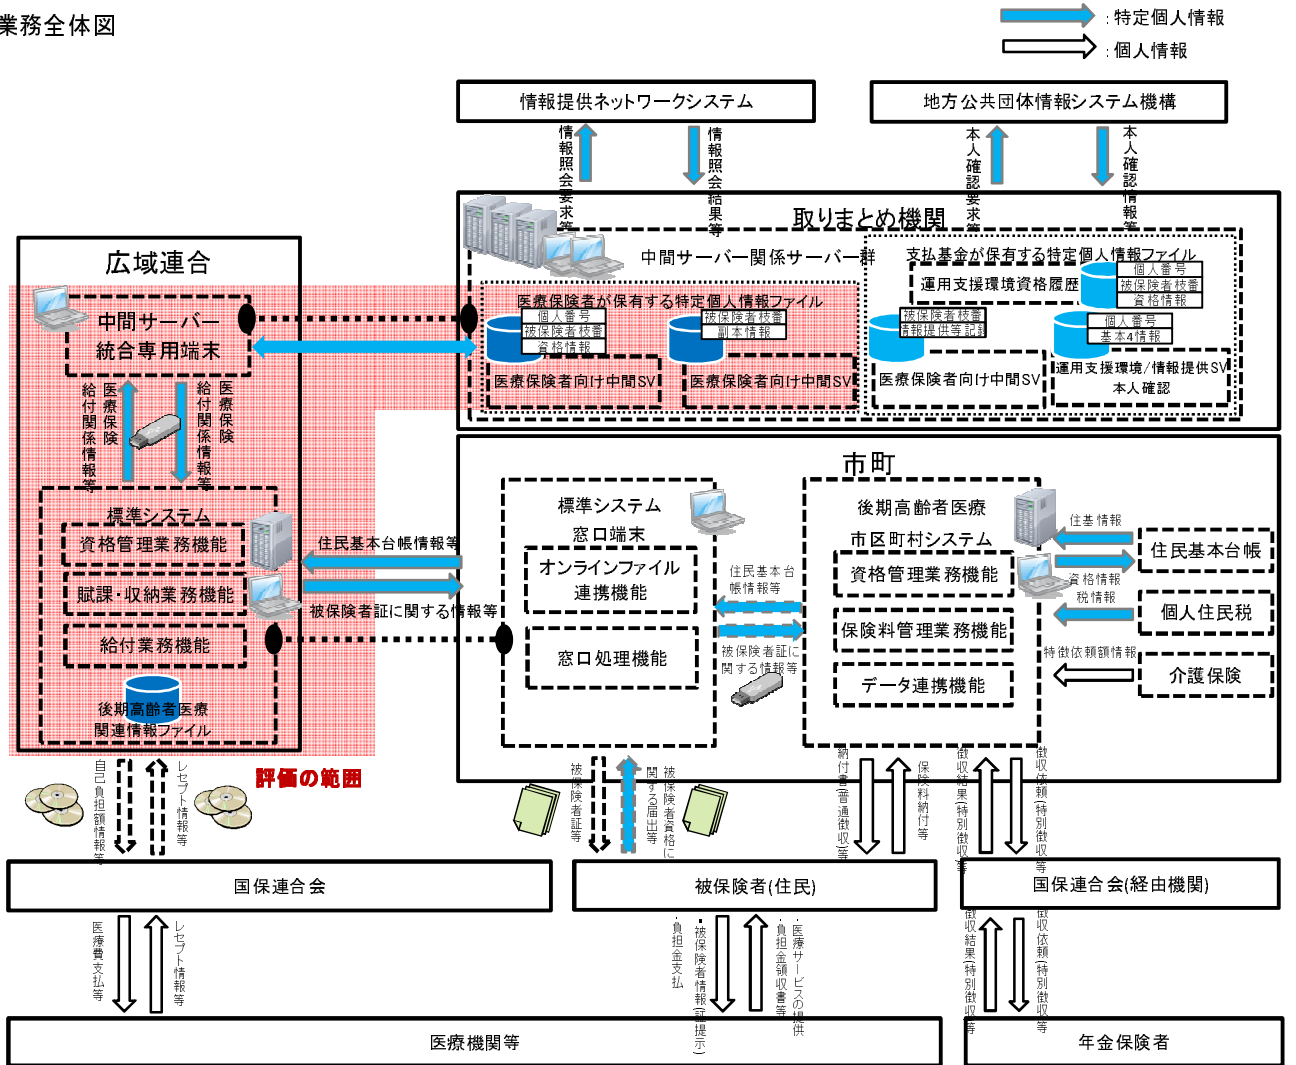 業務全体図
:特定個人情報
:個人情報
情報提供ネットワークシステム
地方公共団体情報システム機構
情報照会要求等
情報照会結果等
本人確認要求等
本人確認情報等
取りまとめ機関
中間サーバー関係サーバー群
医療保険者が保有する特定個人情報ファイル
個人番号
被保険者枝番
資格情報
被保険者枝番
副本情報
医療保険者向け中間SV
医療保険者向け中間SV
支払基金が保有する特定個人情報ファイル
運用支援環境資格履歴
個人番号
被保険者枝番
資格情報
被保険者枝番
情報提供等記録
個人番号
基本4情報
医療保険者向け中間SV
運用支援環境/情報提供SV
本人確認
広域連合
中間サーバー
統合専用端末
医療保険
給付関係情報等
医療保険
給付関係情報等
標準システム
資格管理業務機能
賦課・収納業務機能
給付業務機能
後期高齢者医療
関連情報ファイル
住民基本台帳情報等
被保険者証に関する情報等
市町
標準システム
窓口端末
オンラインファイル
連携機能
窓口処理機能
住民基本台
帳情報等
被保険者証に
関する情報等
後期高齢者医療
市区町村システム
資格管理業務機能
保険料管理業務機能
データ連携機能
住基情報
資格情報
税情報
特徴依頼額情報
住民基本台帳
個人住民税
介護保険
評価の範囲
自己負担額情報等
レセプト情報等
被保険者証等
被保険者資格に
関する届出等
納付書(普通徴収)等
保険料納付等
徴収結果(特別徴収)等
徴収依頼(特別徴収)等
国保連合会
被保険者(住民)
国保連合会(経由機関)
医療費支払等
レセプト情報等
・被保険者情報(証提示)
・負担金支払
・医療サービスの提供
・負担金領収書等
徴収結果(特別徴収)等
徴収依頼(特別徴収)等
医療機関等
年金保険者